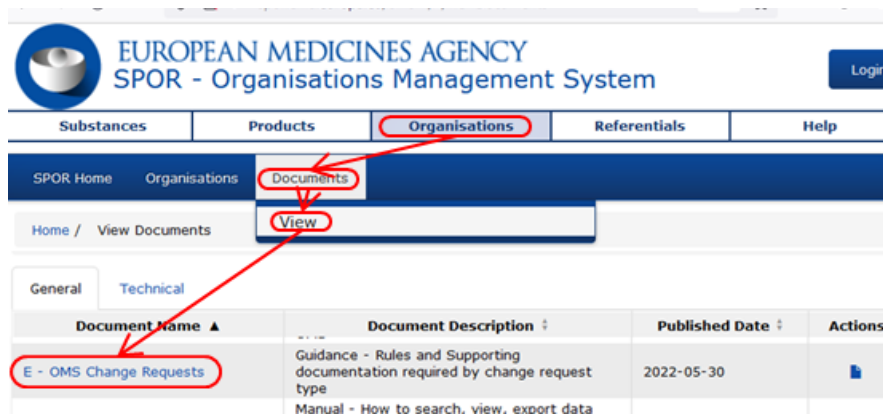 EUROPEAN MEDICINES AGENCY
SPOR - Organisations Management System
Login
Substances Products Organisations Referentials Help
SPOR Home Organisations Documents
View
Home / View Documents
General Technical
Document Name ▲ Document Description Published Date Actions
E - OMS Change Requests
Guidance - Rules and Supporting
documentation required by change request
type
2022-05-30
Manual - How to search, view, export data